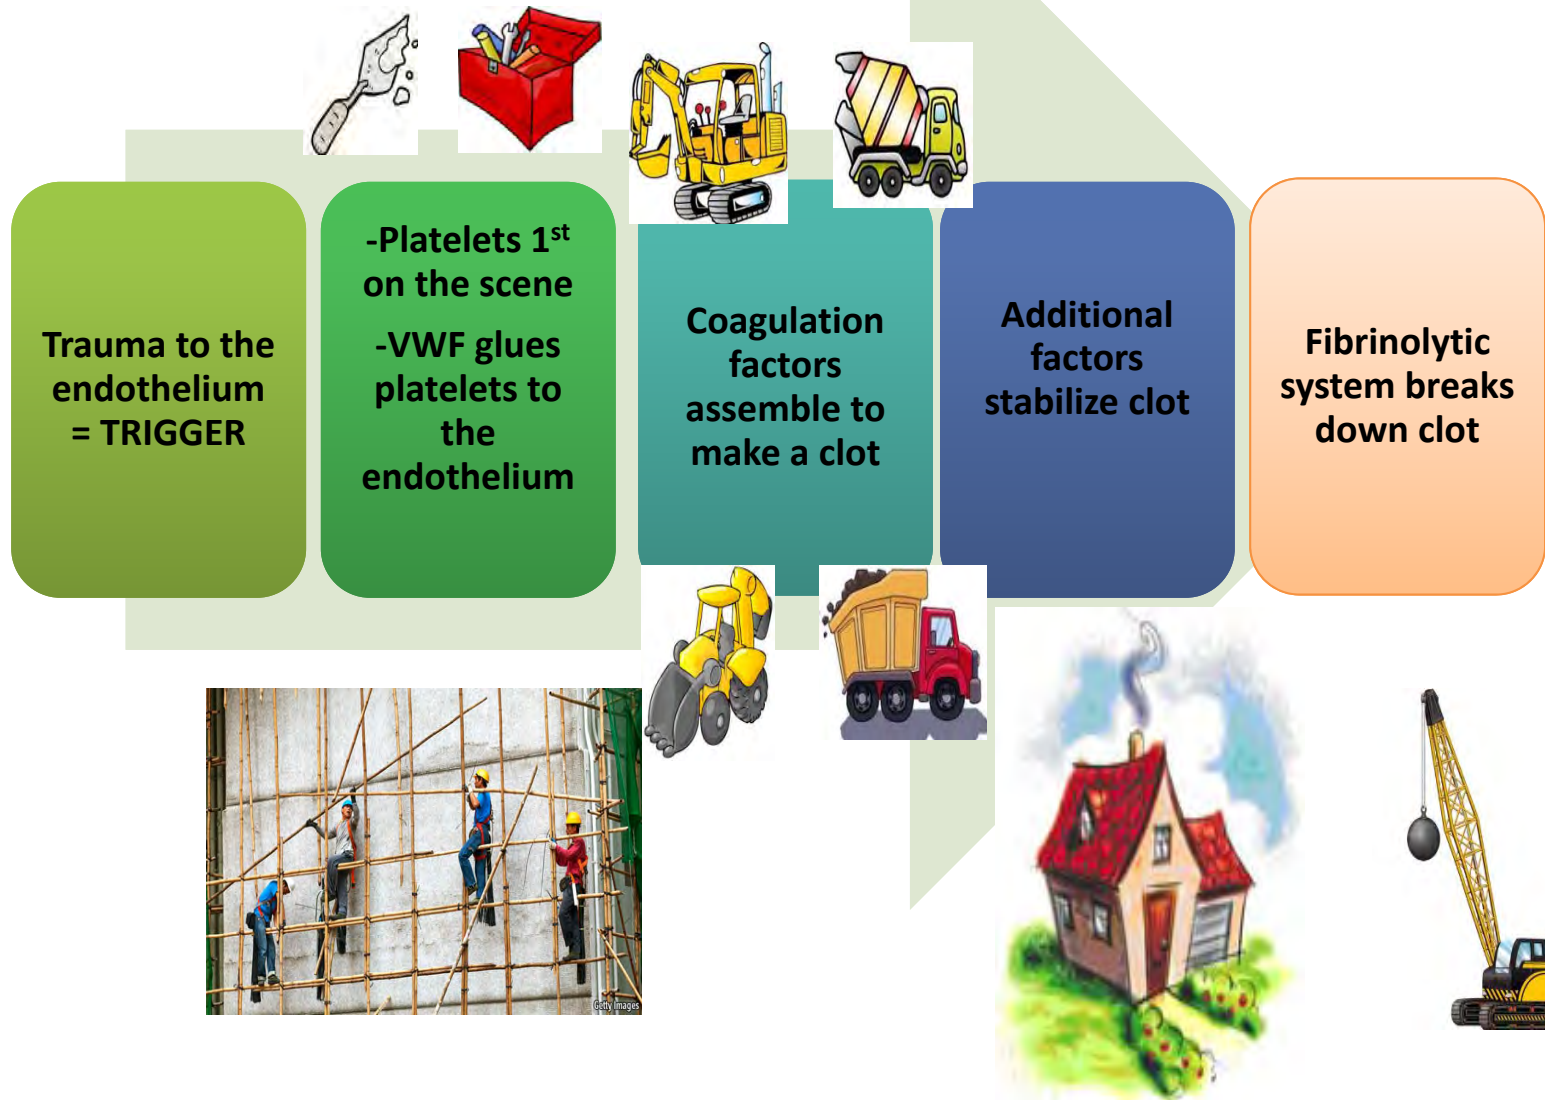 Trauma to the
endothelium
= TRIGGER
-Platelets 1st
on the scene
-VWF glues
platelets to
the
endothelium
Coagulation
factors
assemble to
make a clot
Additional
factors
stabilize clot
Fibrinolytic
system breaks
down clot
Getty Images